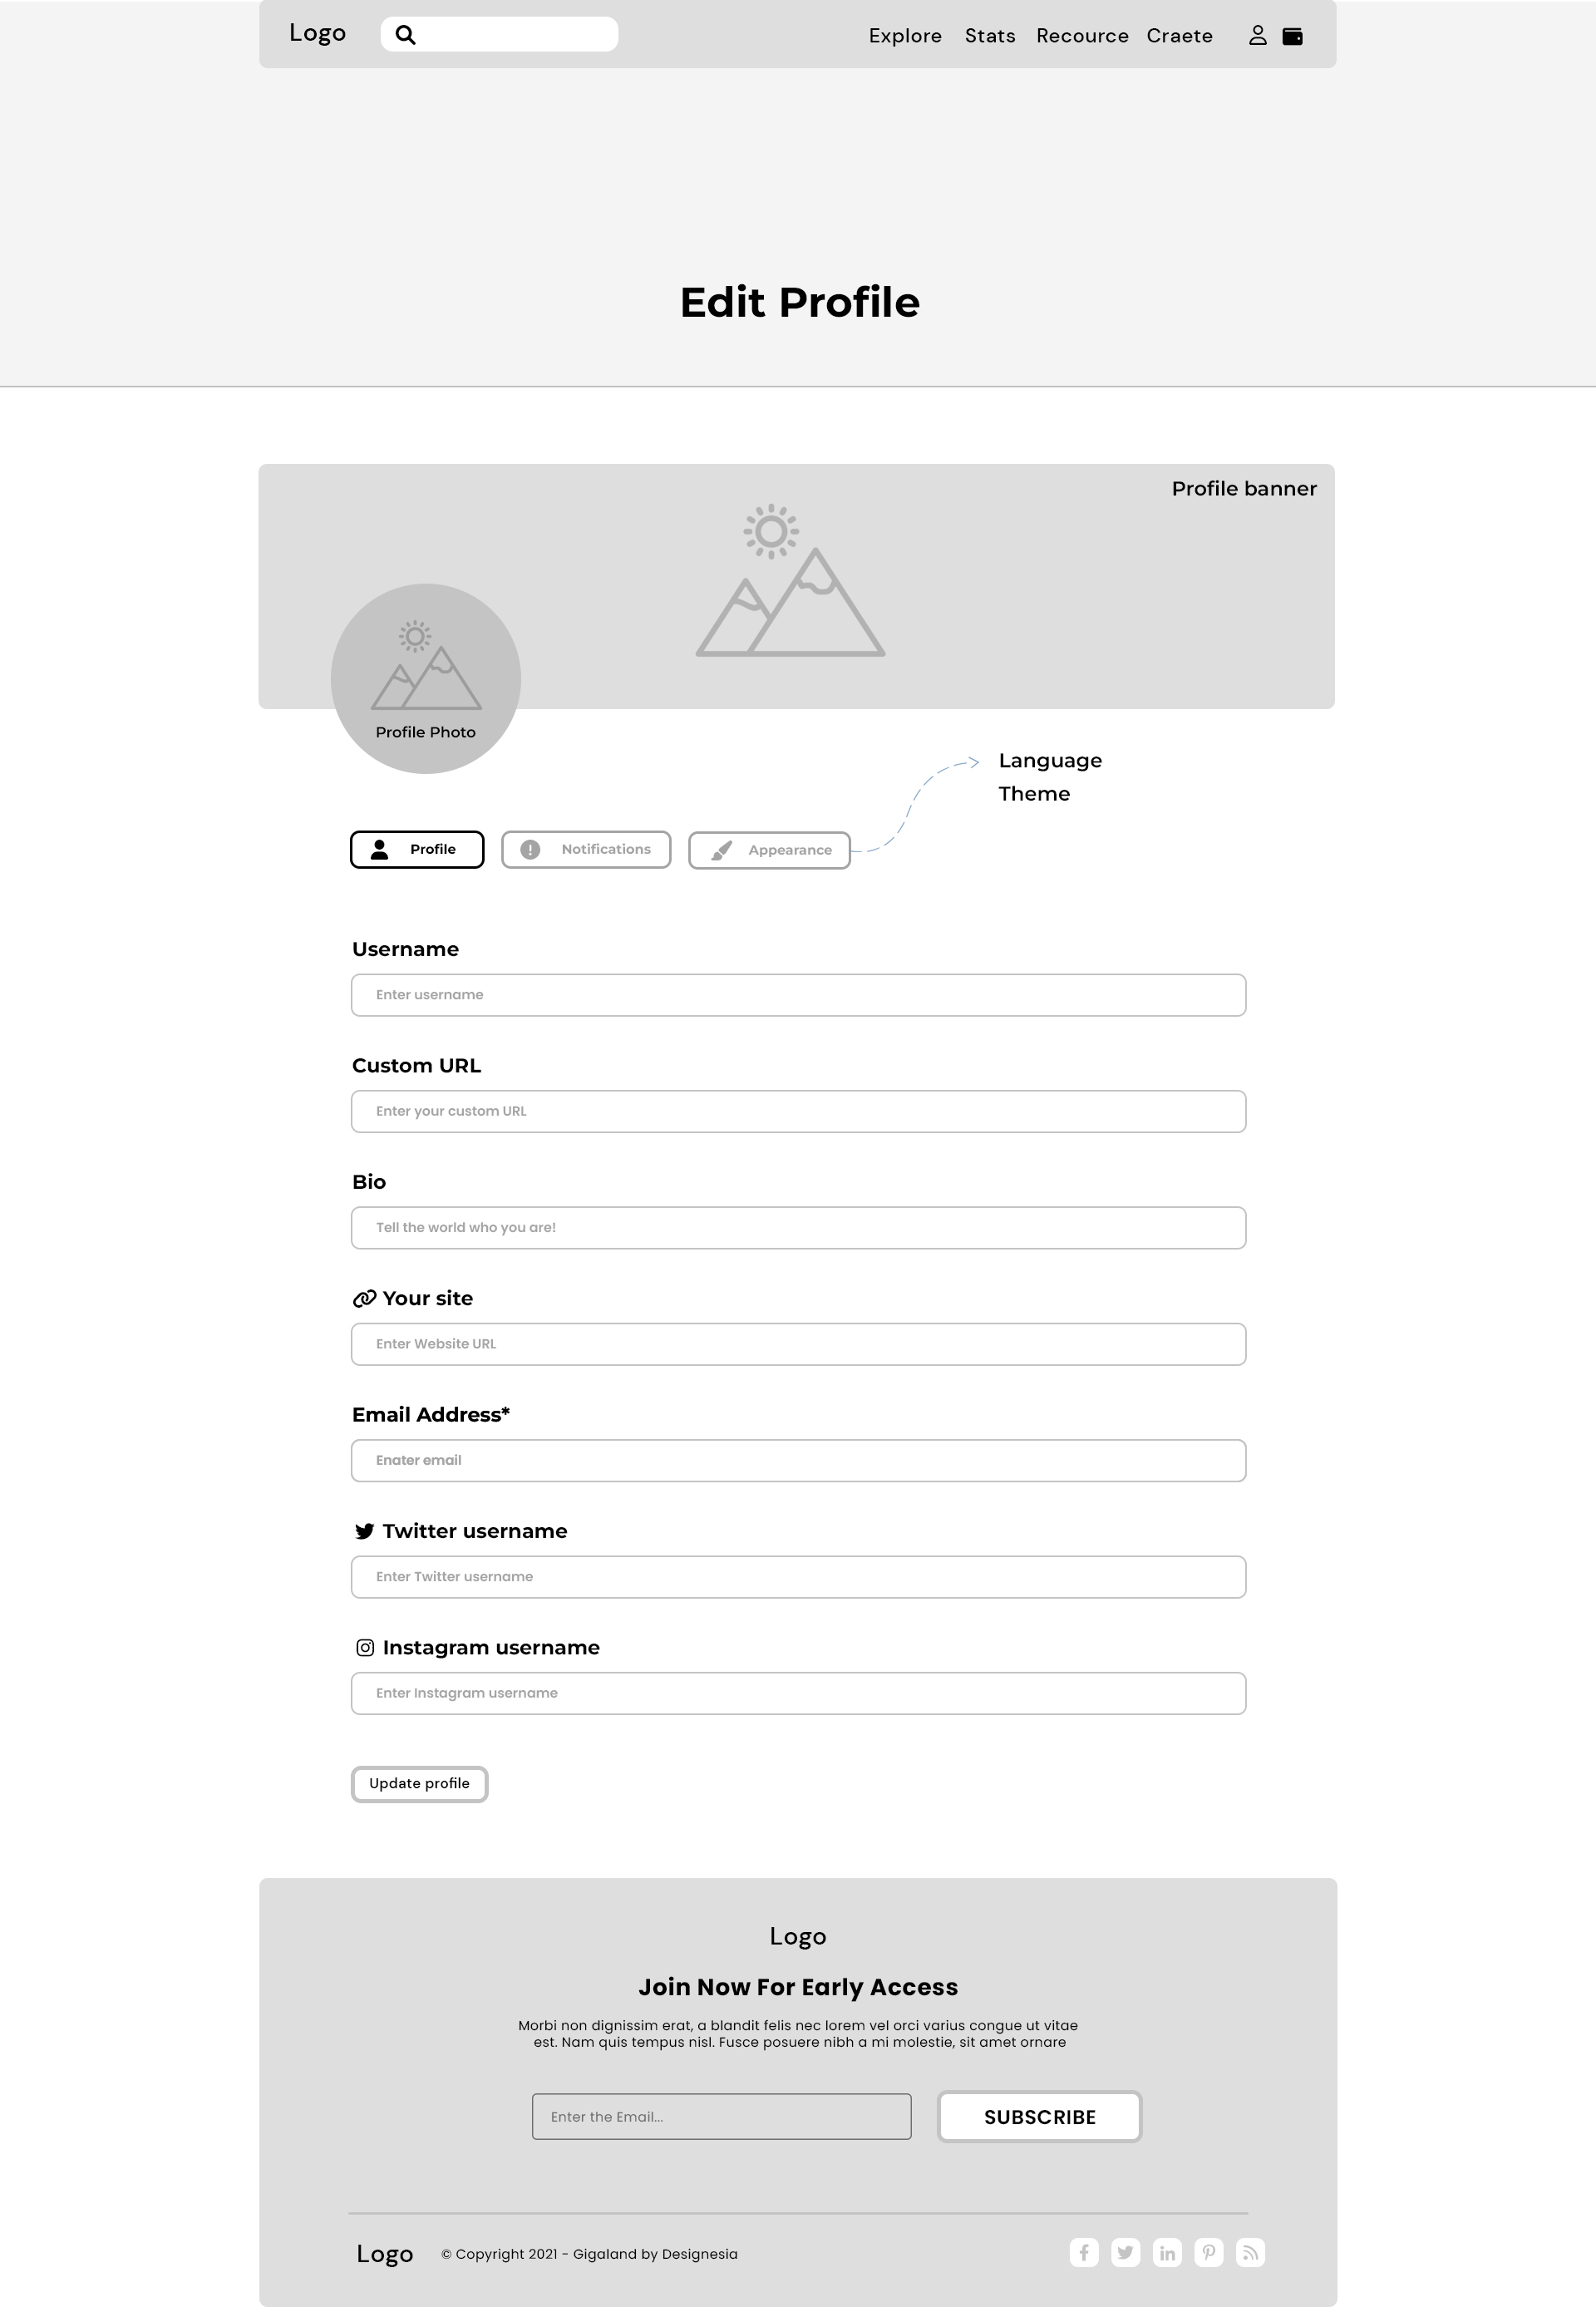 Logo
Explore Stats Recource Craete
Edit Profile
Profile banner
Profile Photo
Language
Theme
Profile Notifications Appearance
Username
Enter username
Custom URL
Enter your custom URL
Bio
Tell the world who you are!
Your site
Enter Website URL
Email Address*
Enater email
Twitter username
Enter Twitter username
Instagram username
Enter Instagram username
Update profile
Logo
Join Now For Early Access
Morbi non dignissim erat, a blandit felis nec lorem vel orci varius congue ut vitae
est. Nam quis tempus nisl. Fusce posuere nibh a mi molestie, sit amet ornare
Enter the Email...
SUBSCRIBE
Logo
© Copyright 2021 - Gigaland by Designesia